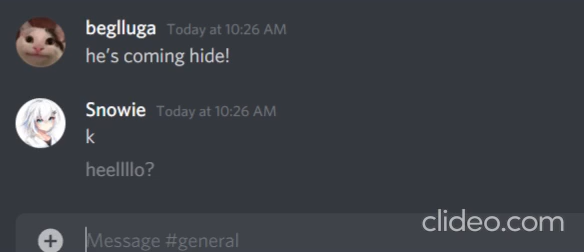 beglluga Today at 10:26 AM
he's coming hide!
Snowie Today at 10:26 AM
k
heellllo?
Message #general
clideo.com